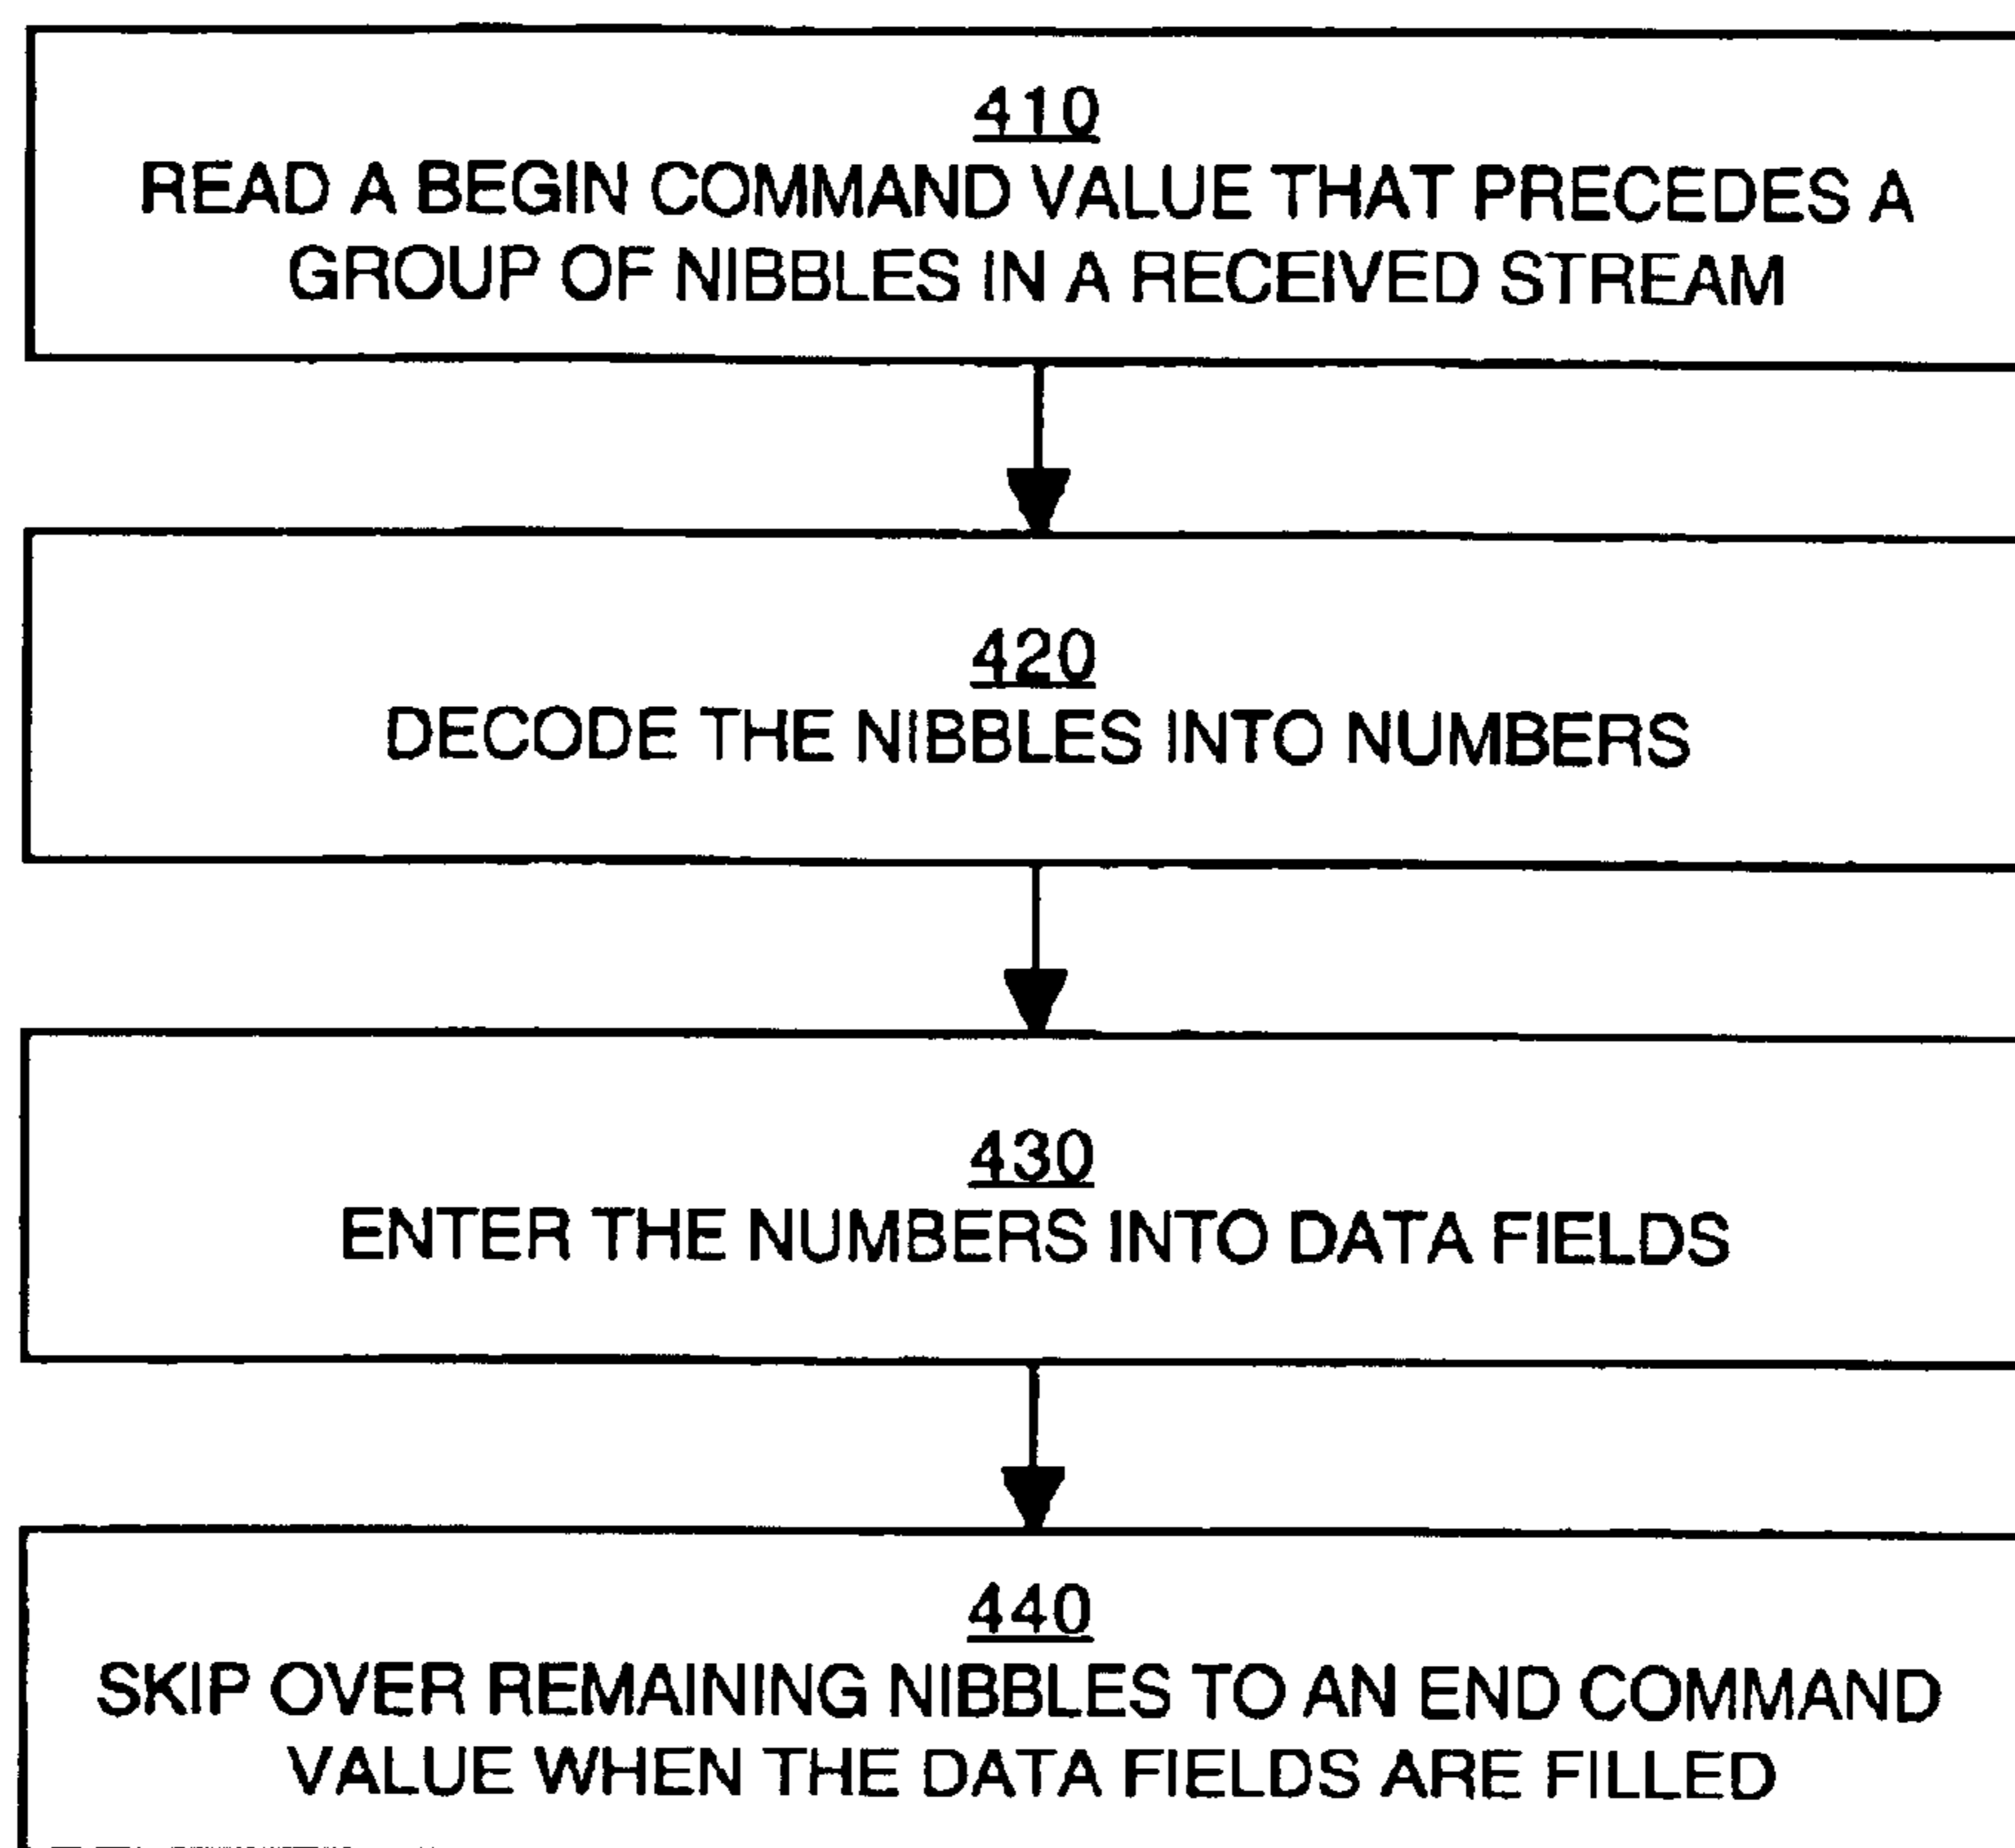 410
READ A BEGIN COMMAND VALUE THAT PRECEDES A
GROUP OF NIBBLES IN A RECEIVED STREAM
420
DECODE THE NIBBLES INTO NUMBERS
430
ENTER THE NUMBERS INTO DATA FIELDS
440
SKIP OVER REMAINING NIBBLES TO AN END COMMAND
VALUE WHEN THE DATA FIELDS ARE FILLED